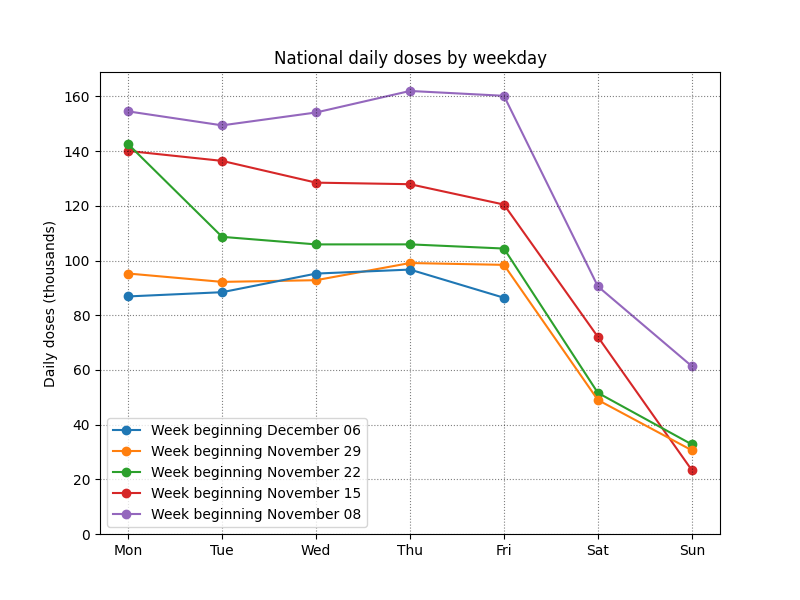 National daily doses by weekday
Daily doses (thousands)
160
140
120
100
80
60
40
20
0
Week beginning December 06
Week beginning November 29
Week beginning November 22
Week beginning November 15
Week beginning November 08
Mon Tue Wed Thu Fri Sat Sun